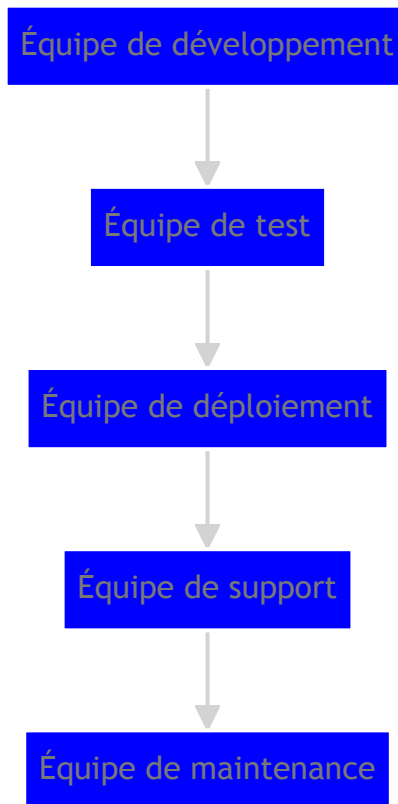 Équipe de développement
Équipe de test
Équipe de déploiement
Équipe de support
Équipe de maintenance